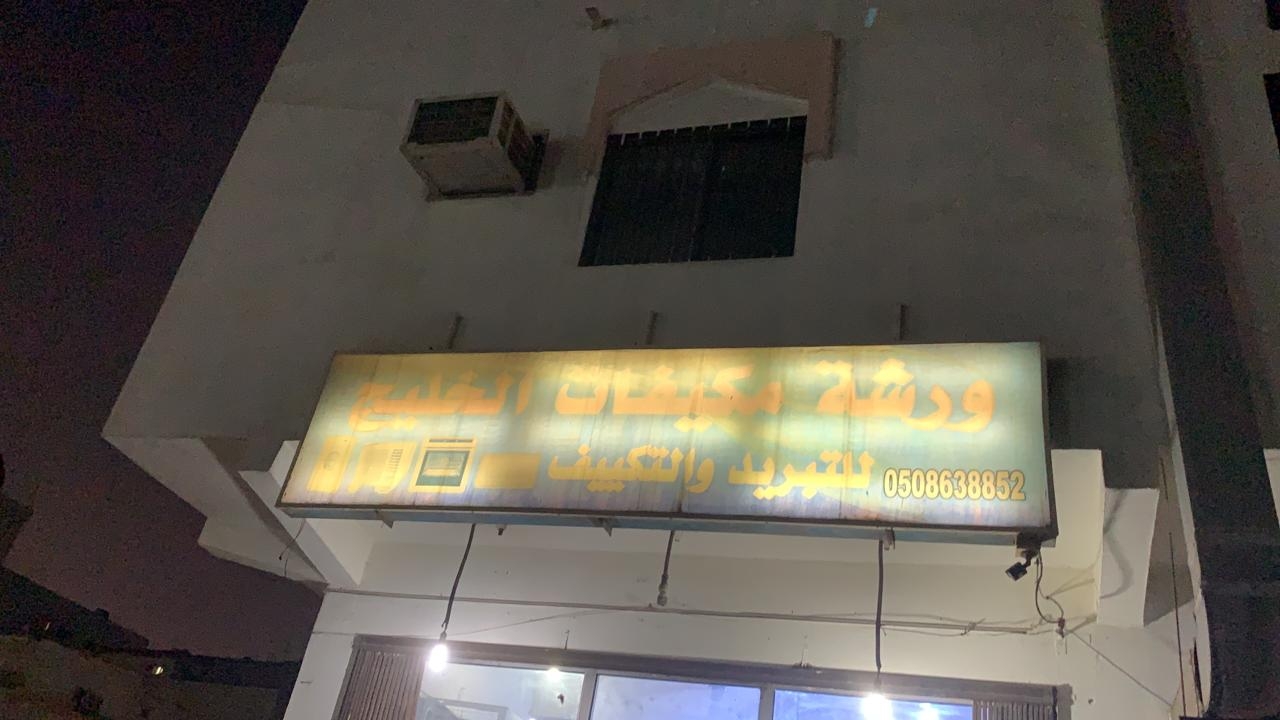 ورشة مكيفات الخليج
للتبريد والتكييف 0508638852